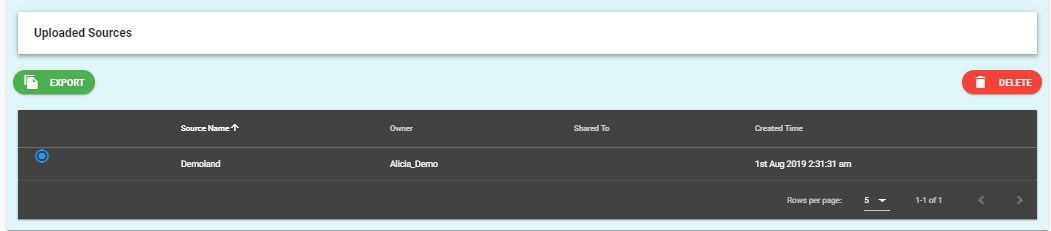 Uploaded Sources
EXPORT
DELETE
Source Name Owner Shared To Created Time
Demoland Alicia_Demo 1st Aug 2019 2:31:31 am
Rows per page: 5 1-1 of 1